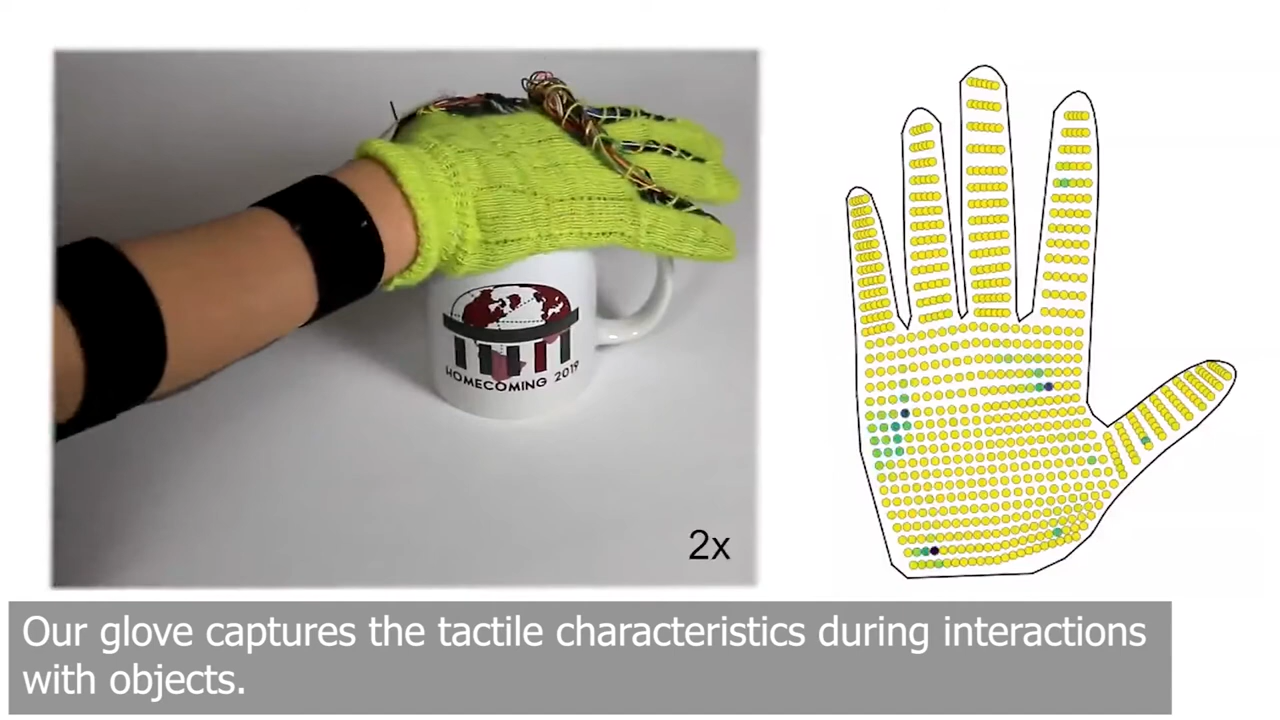 HOMECOMING 2019
2x
Our glove captures the tactile characteristics during interactions
with objects.